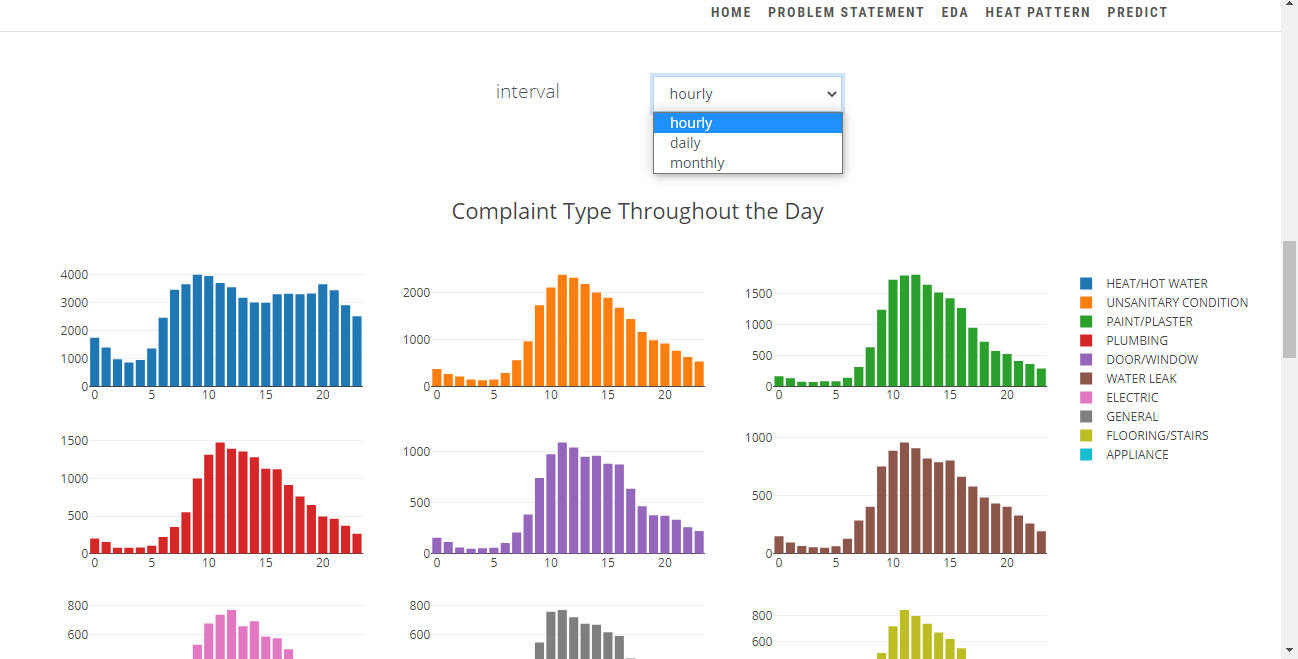 HOME PROBLEM STATEMENT EDA HEAT PATTERN PREDICT
interval
hourly
hourly
daily
monthly
Complaint Type Throughout the Day
4000
3000
2000
1000
0
0 5 10 15 20
2000
1000
0
0 5 10 15 20
1500
1000
500
0
0 5 10 15 20
HEAT/HOT WATER
UNSANITARY CONDITION
PAINT/PLASTER
PLUMBING
DOOR/WINDOW
WATER LEAK
ELECTRIC
GENERAL
FLOORING/STAIRS
APPLIANCE
1500
1000
500
0
0 5 10 15 20
1000
500
0
0 5 10 15 20
1000
500
0
0 5 10 15 20
800
600
800
600
800
600